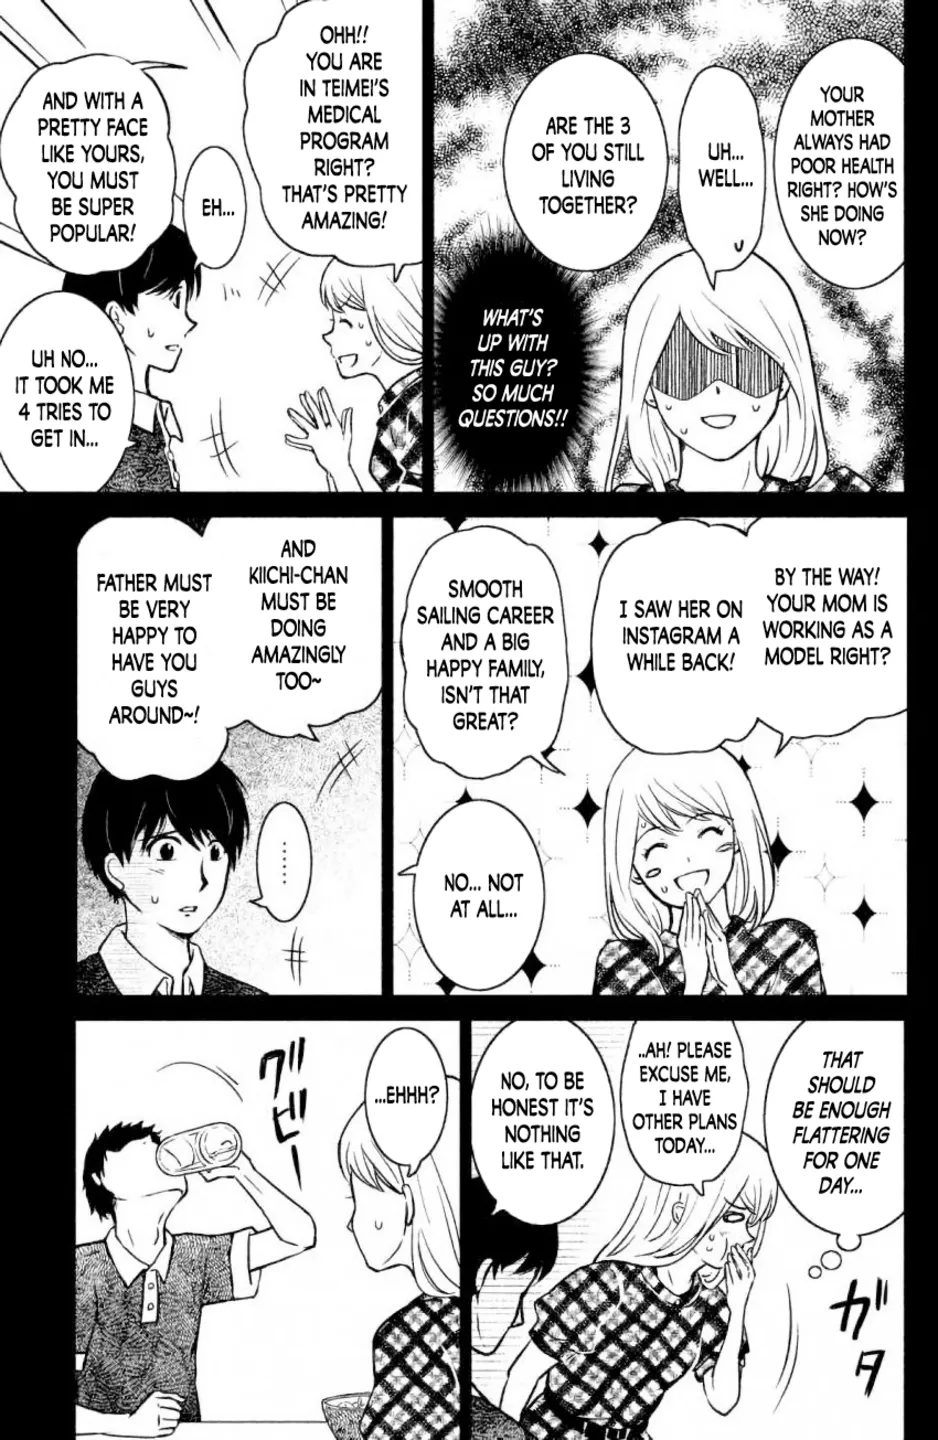 YOUR
MOTHER
ALWAYS HAD
POOR HEALTH
RIGHT? HOW'S
SHE DOING
NOW?
UH...
WELL...
ARE THE 3
OF YOU STILL
LIVING
TOGETHER?
WHAT'S
UP WITH
THIS GUY?
SO MUCH
QUESTIONS!!
OHH!!
YOU ARE
IN TEIMEI'S
MEDICAL
PROGRAM
RIGHT?
THAT'S PRETTY
AMAZING!
EH...
AND WITH A
PRETTY FACE
LIKE YOURS,
YOU MUST
BE SUPER
POPULAR!
UH NO...
IT TOOK ME
4 TRIES TO
GET IN...
BY THE WAY!
YOUR MOM IS
WORKING AS A
MODEL RIGHT?
I SAW HER ON
INSTAGRAM A
WHILE BACK!
SMOOTH
SAILING CAREER
AND A BIG
HAPPY FAMILY,
ISN'T THAT
GREAT?
NO... NOT
AT ALL...
AND
KIICHI-CHAN
MUST BE
DOING
AMAZINGLY
TOO~
FATHER MUST
BE VERY
HAPPY TO
HAVE YOU
GUYS
AROUND~!
......
THAT
SHOULD
BE ENOUGH
FLATTERING
FOR ONE
DAY...
..AH! PLEASE
EXCUSE ME,
I HAVE
OTHER PLANS
TODAY...
NO, TO BE
HONEST IT'S
NOTHING
LIKE THAT.
ガタ
...EHHH?
グビー